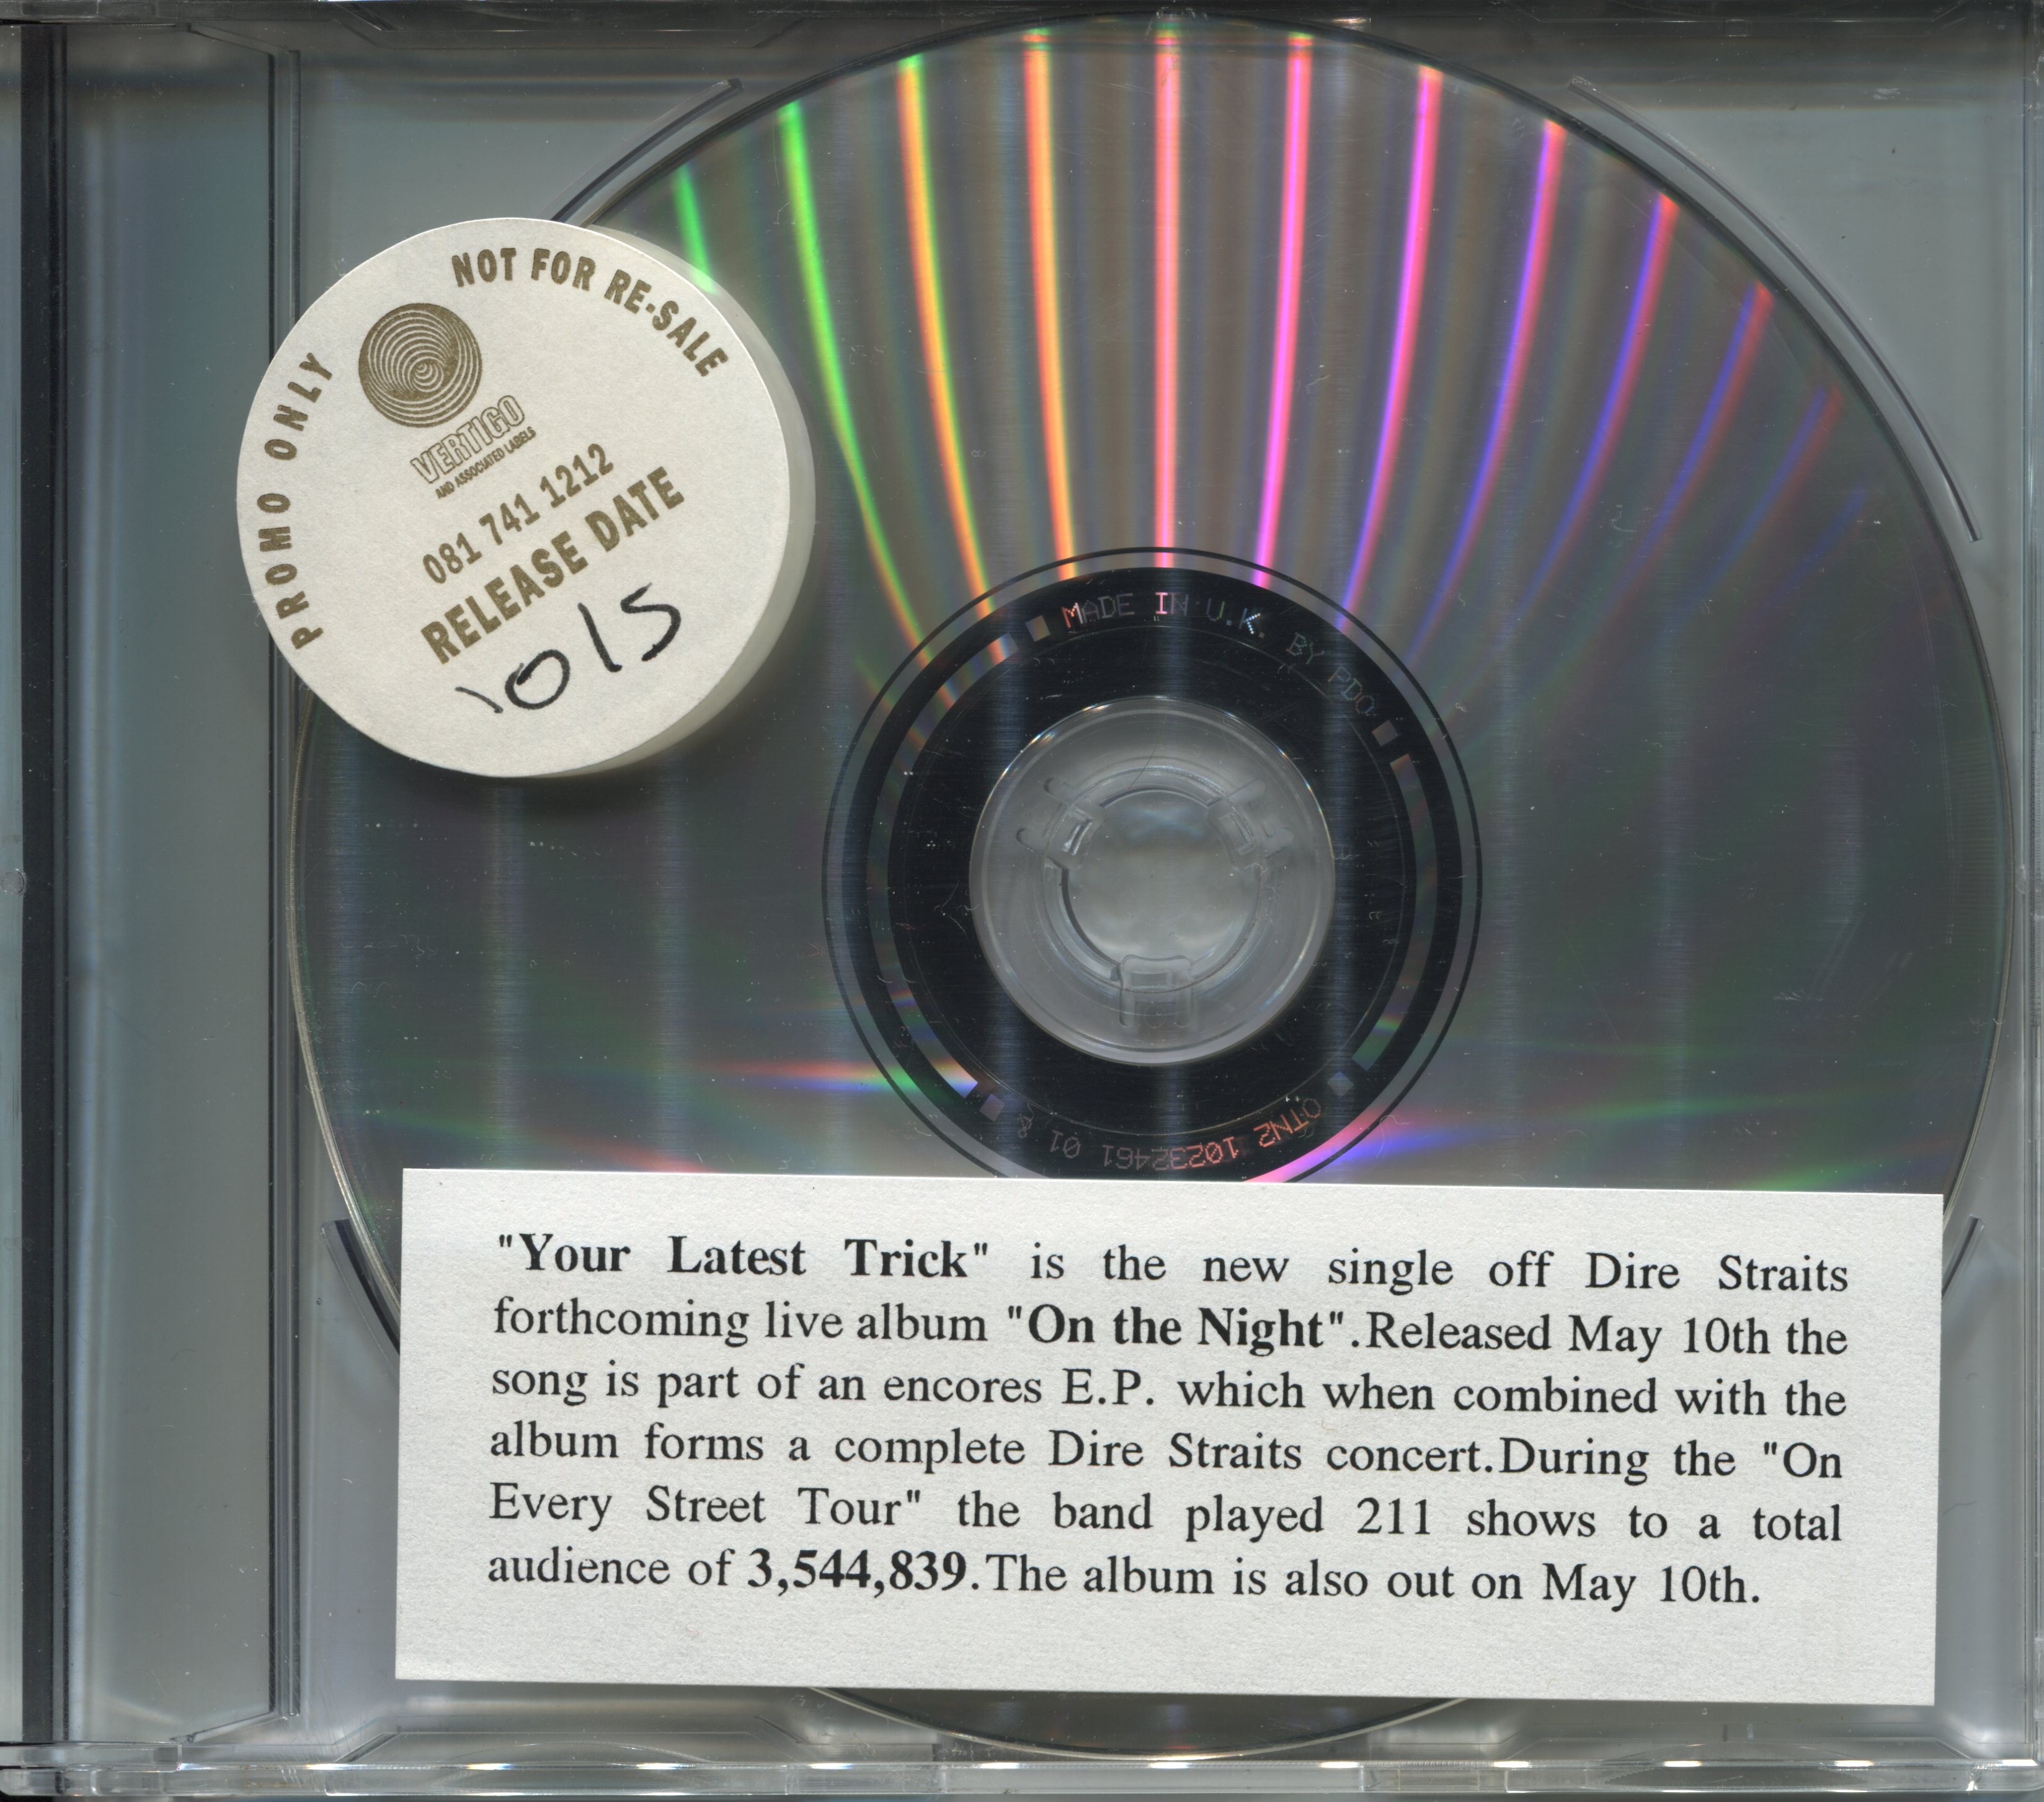 NOT FOR RE-SALE
PROMO ONLY
VERTIGO
AND ASSOCIATED LABELS
081 741 1212
RELEASE DATE
10/5
MADE IN U.K. BY PDO
OTN2 10232461 01
"Your Latest Trick" is the new single off Dire Straits
forthcoming live album "On the Night".Released May 10th the
song is part of an encores E.P. which when combined with the
album forms a complete Dire Straits concert.During the "On
Every Street Tour" the band played 211 shows to a total
audience of 3,544,839.The album is also out on May 10th.